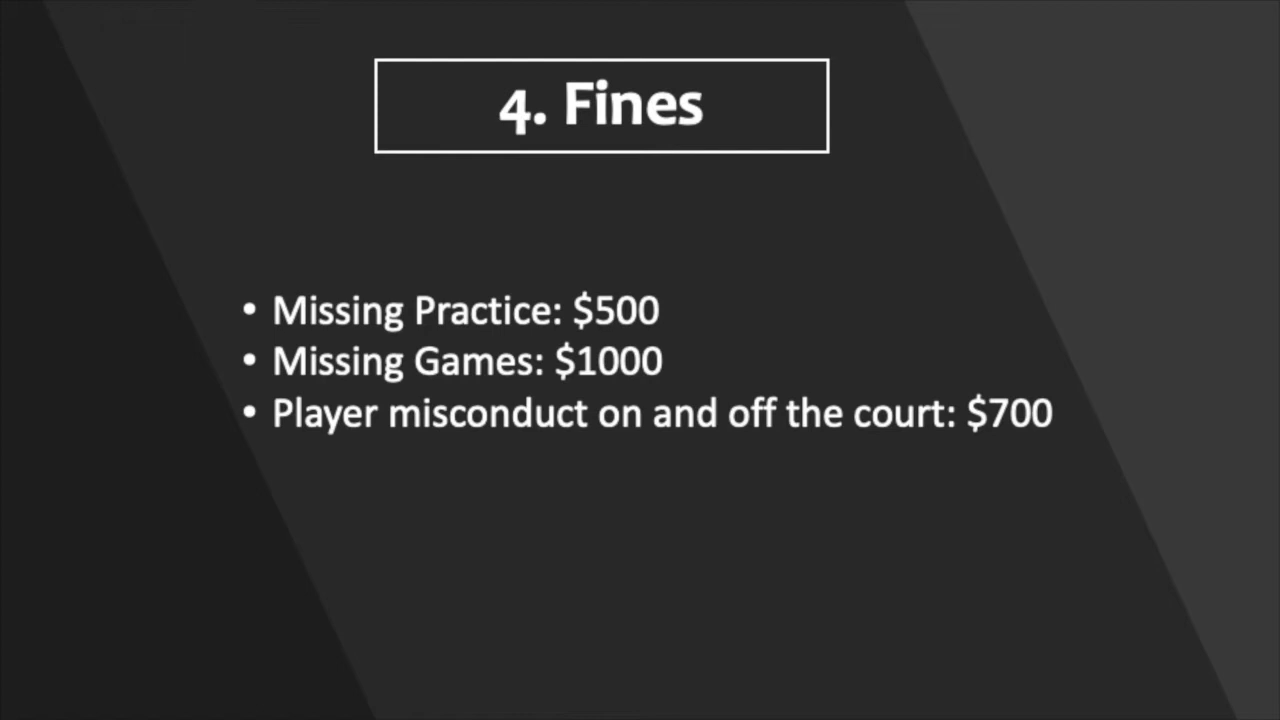 4. Fines
• Missing Practice: $500
• Missing Games: $1000
• Player misconduct on and off the court: $700